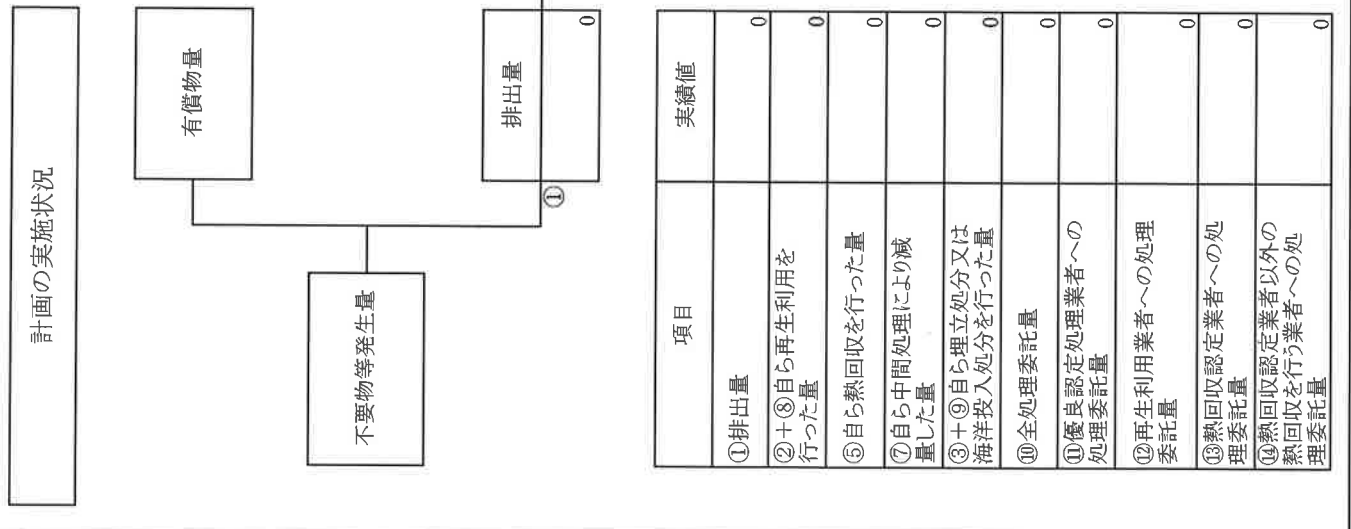 計画の実施状況
有償物量
不要物等発生量
①
排出量
0
項目
実績値
①排出量
0
②+⑧自ら再生利用を
行った量
0
⑤自ら熱回収を行った量
0
⑦自ら中間処理により減
量した量
0
③+⑨自ら埋立処分又は
海洋投入処分を行った量
0
⑩全処理委託量
0
⑪優良認定処理業者への
処理委託量
0
⑫再生利用業者への処理
委託量
0
⑬熱回収認定業者への処
理委託量
0
⑭熱回収認定業者以外の
熱回収を行う業者への処
理委託量
0